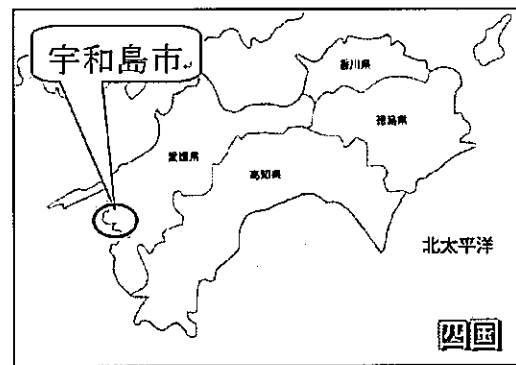 宇和島市
香川県
徳島県
愛媛県
高知県
北太平洋
四国